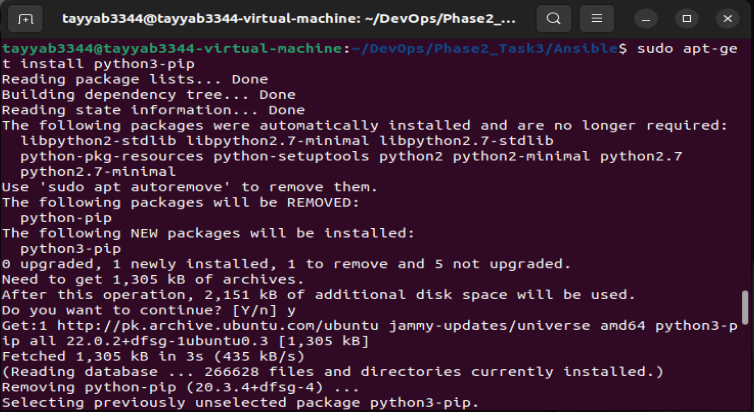 tayyab3344@tayyab3344-virtual-machine: ~/DevOps/Phase2_...
tayyab3344@tayyab3344-virtual-machine:~/DevOps/Phase2_Task3/Ansible$ sudo apt-ge
t install python3-pip
Reading package lists... Done
Building dependency tree... Done
Reading state information... Done
The following packages were automatically installed and are no longer required:
  libpython2-stdlib libpython2.7-minimal libpython2.7-stdlib
  python-pkg-resources python-setuptools python2 python2-minimal python2.7
  python2.7-minimal
Use 'sudo apt autoremove' to remove them.
The following packages will be REMOVED:
  python-pip
The following NEW packages will be installed:
  python3-pip
0 upgraded, 1 newly installed, 1 to remove and 5 not upgraded.
Need to get 1,305 kB of archives.
After this operation, 2,151 kB of additional disk space will be used.
Do you want to continue? [Y/n] y
Get:1 http://pk.archive.ubuntu.com/ubuntu jammy-updates/universe amd64 python3-p
ip all 22.0.2+dfsg-1ubuntu0.3 [1,305 kB]
Fetched 1,305 kB in 3s (435 kB/s)
(Reading database ... 266628 files and directories currently installed.)
Removing python-pip (20.3.4+dfsg-4) ...
Selecting previously unselected package python3-pip.